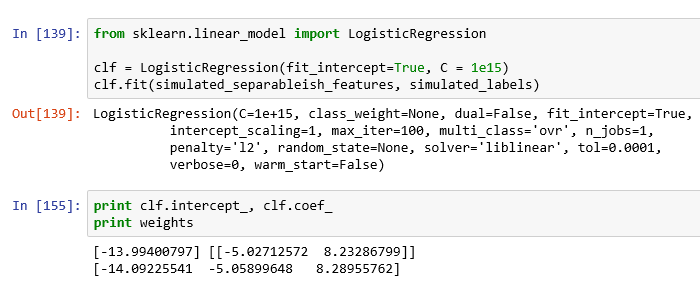 In [139]: from sklearn.linear_model import LogisticRegression
clf = LogisticRegression(fit_intercept=True, C = 1e15)
clf.fit(simulated_separableish_features, simulated_labels)
Out[139]: LogisticRegression(C=1e+15, class_weight=None, dual=False, fit_intercept=True,
intercept_scaling=1, max_iter=100, multi_class='ovr', n_jobs=1,
penalty='l2', random_state=None, solver='liblinear', tol=0.0001,
verbose=0, warm_start=False)
In [155]: print clf.intercept_, clf.coef_
print weights
[-13.99400797] [[-5.02712572  8.23286799]]
[-14.09225541  -5.05899648   8.28955762]